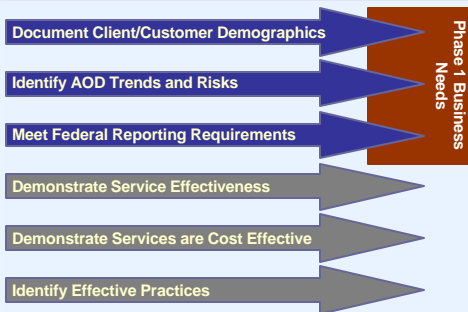 Document Client/Customer Demographics
Identify AOD Trends and Risks
Meet Federal Reporting Requirements
Phase 1 Business
Needs
Demonstrate Service Effectiveness
Demonstrate Services are Cost Effective
Identify Effective Practices